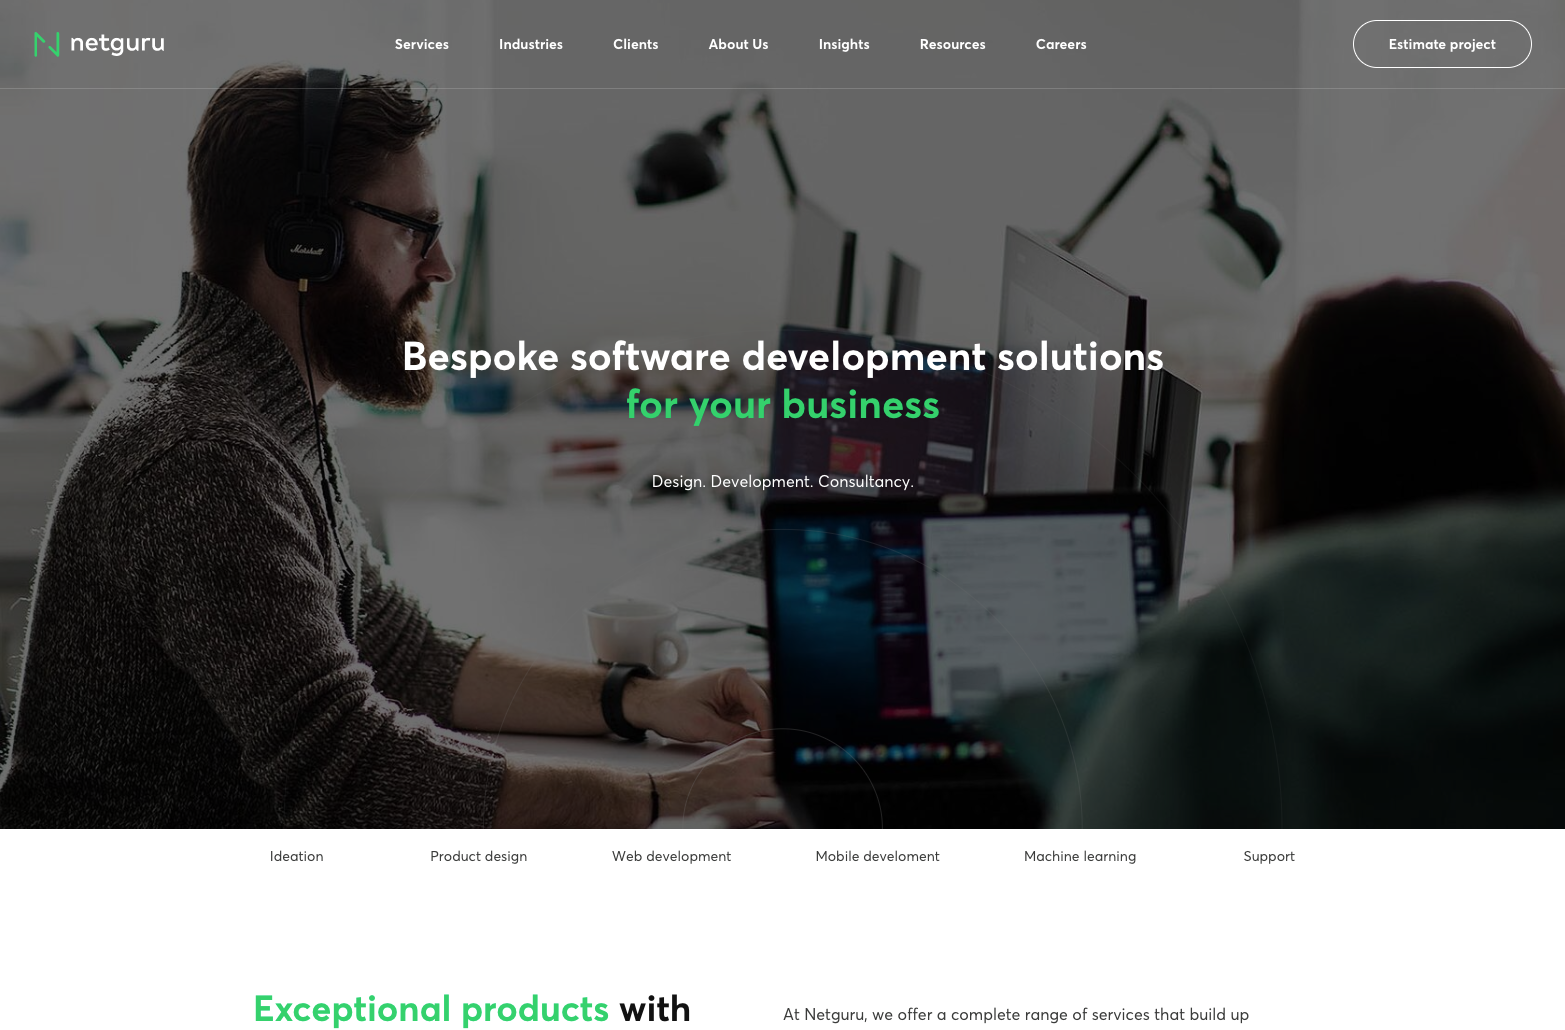 netguru
Services Industries Clients About Us Insights Resources Careers
Estimate project
Marshall
Bespoke software development solutions
for your business
Design. Development. Consultancy.
Ideation Product design Web development Mobile develoment Machine learning Support
Exceptional products with
At Netguru, we offer a complete range of services that build up